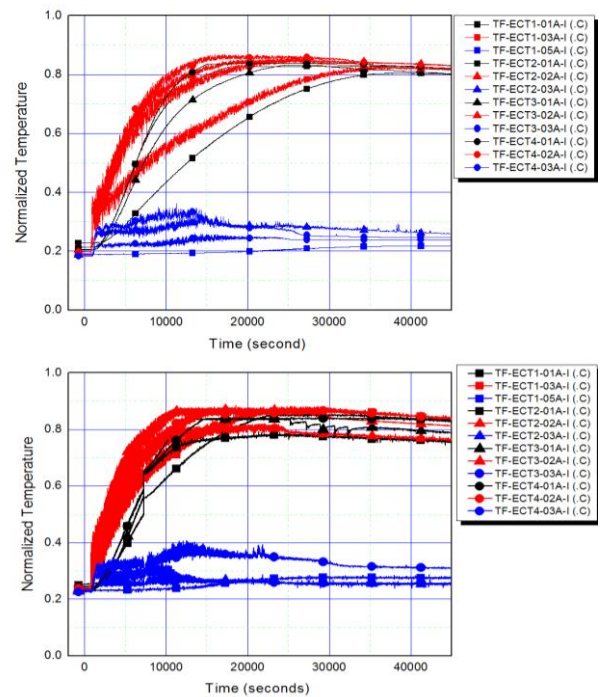 1.0
0.8
0.6
0.4
0.2
0.0
Normalized Temperature
0
10000
20000
30000
40000
Time (second)
TF-ECT1-01A-I (.C)
TF-ECT1-03A-I (.C)
TF-ECT1-05A-I (.C)
TF-ECT2-01A-I (.C)
TF-ECT2-02A-I (.C)
TF-ECT2-03A-I (.C)
TF-ECT3-01A-I (.C)
TF-ECT3-02A-I (.C)
TF-ECT3-03A-I (.C)
TF-ECT4-01A-I (.C)
TF-ECT4-02A-I (.C)
TF-ECT4-03A-I (.C)
1.0
0.8
0.6
0.4
0.2
0.0
Normalized Temperature
0
10000
20000
30000
40000
Time (seconds)
TF-ECT1-01A-I (.C)
TF-ECT1-03A-I (.C)
TF-ECT1-05A-I (.C)
TF-ECT2-01A-I (.C)
TF-ECT2-02A-I (.C)
TF-ECT2-03A-I (.C)
TF-ECT3-01A-I (.C)
TF-ECT3-02A-I (.C)
TF-ECT3-03A-I (.C)
TF-ECT4-01A-I (.C)
TF-ECT4-02A-I (.C)
TF-ECT4-03A-I (.C)